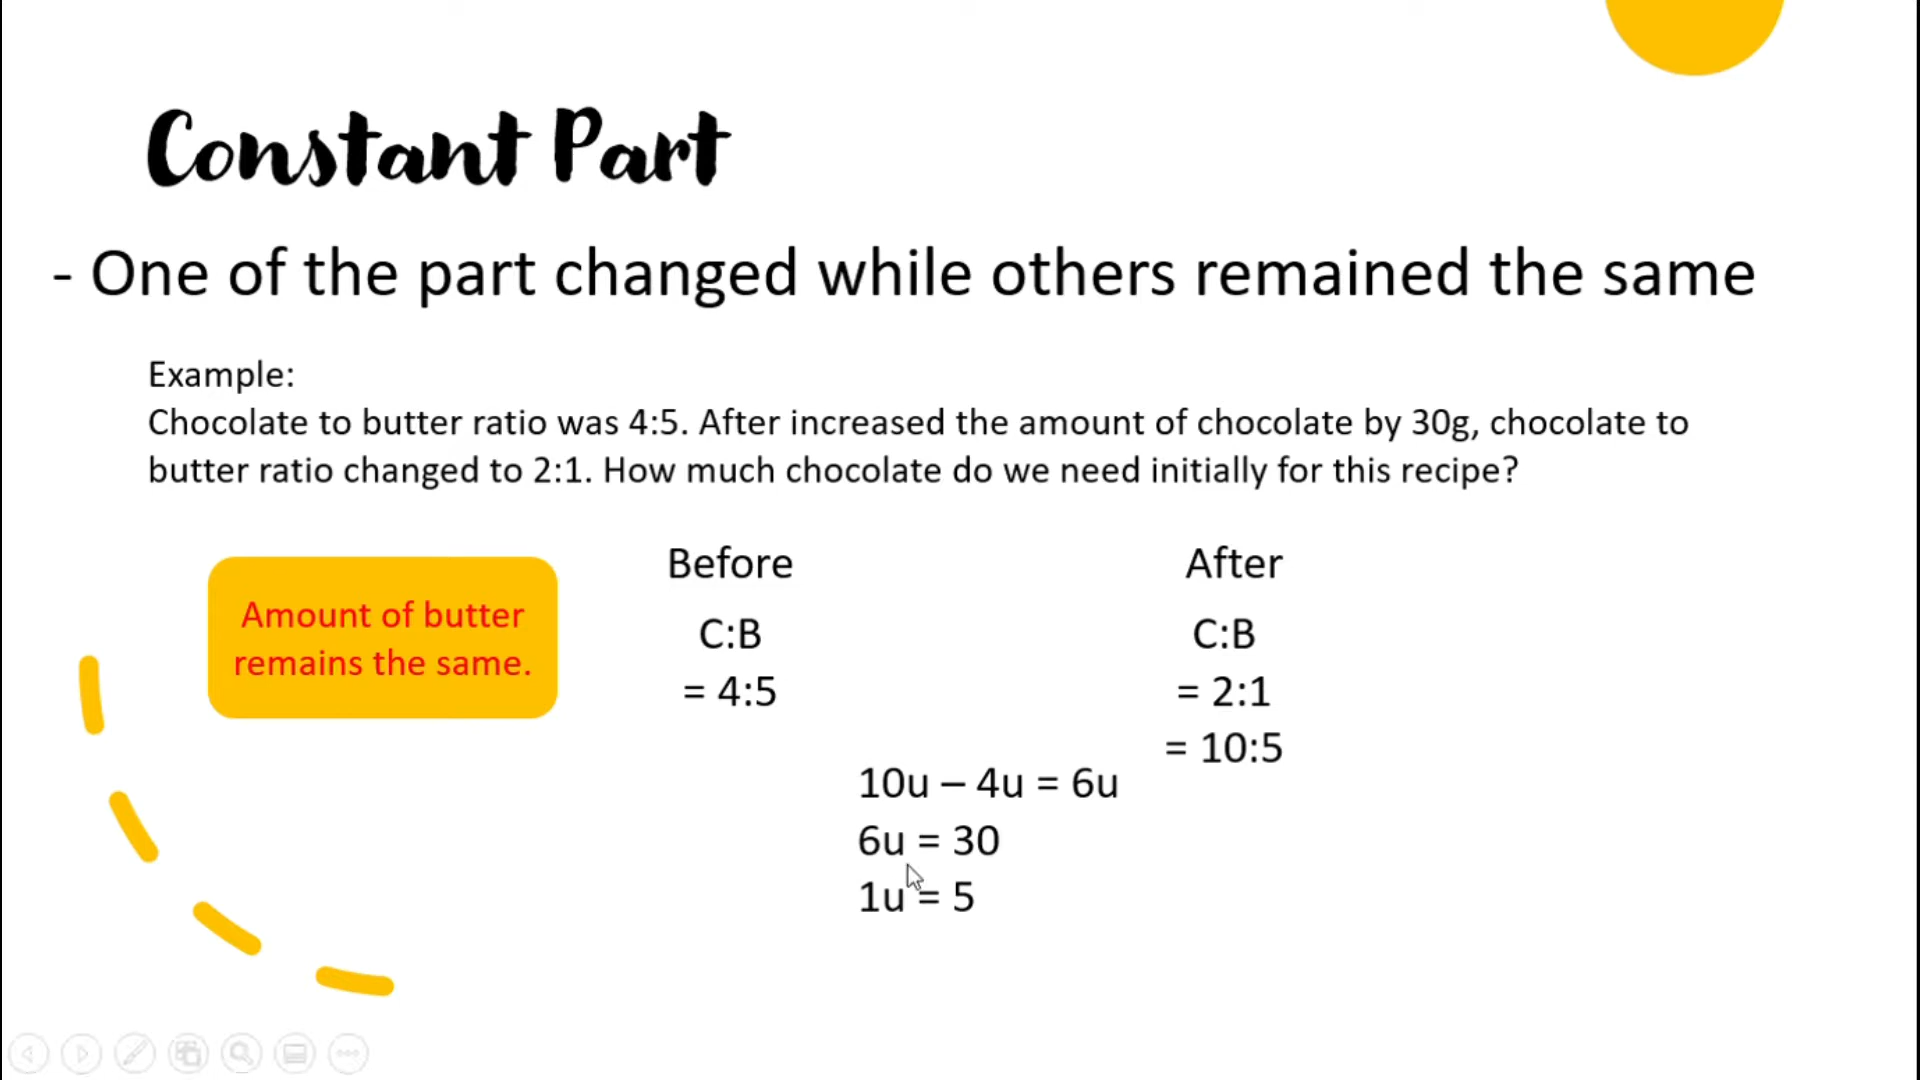 Constant Part
- One of the part changed while others remained the same
Example:
Chocolate to butter ratio was 4:5. After increased the amount of chocolate by 30g, chocolate to
butter ratio changed to 2:1. How much chocolate do we need initially for this recipe?
Amount of butter
remains the same.
Before
C:B
= 4:5
After
C:B
= 2:1
= 10:5
10u – 4u = 6u
6u = 30
1u = 5